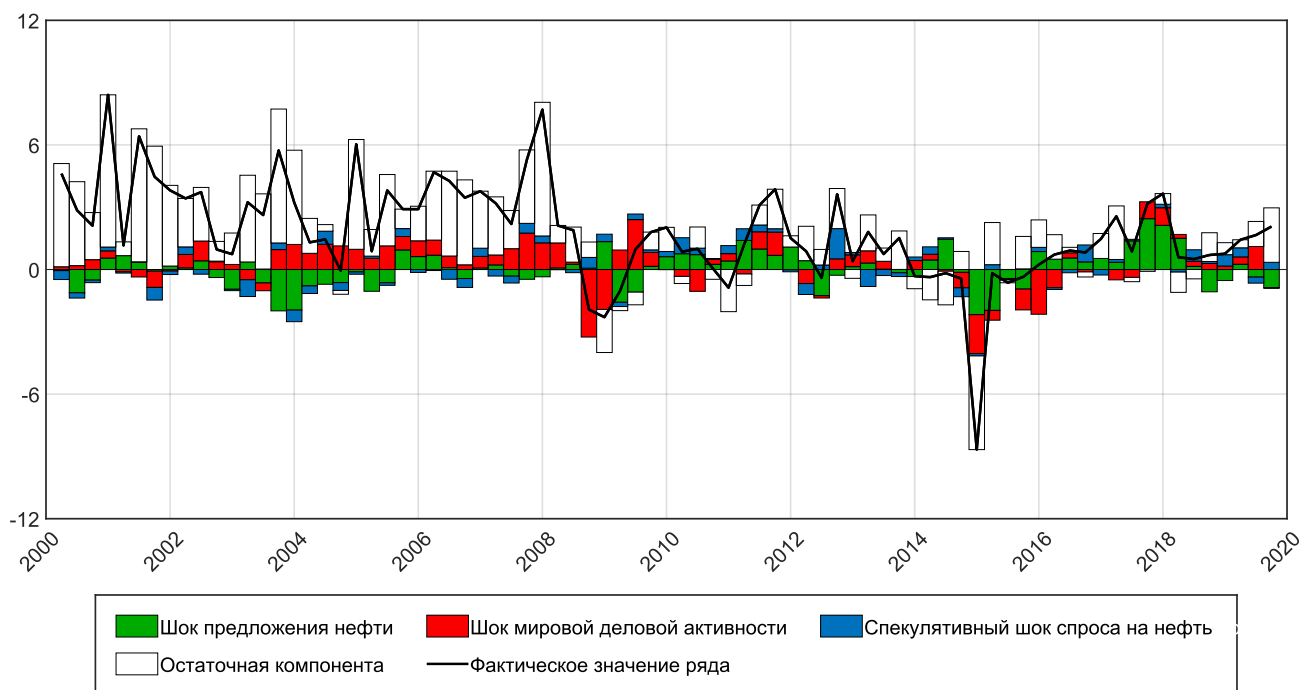 12
6
0
-6
-12
2000 2002 2004 2006 2008 2010 2012 2014 2016 2018 2020
Шок предложения нефти Шок мировой деловой активности Спекулятивный шок спроса на нефть
Остаточная компонента Фактическое значение ряда